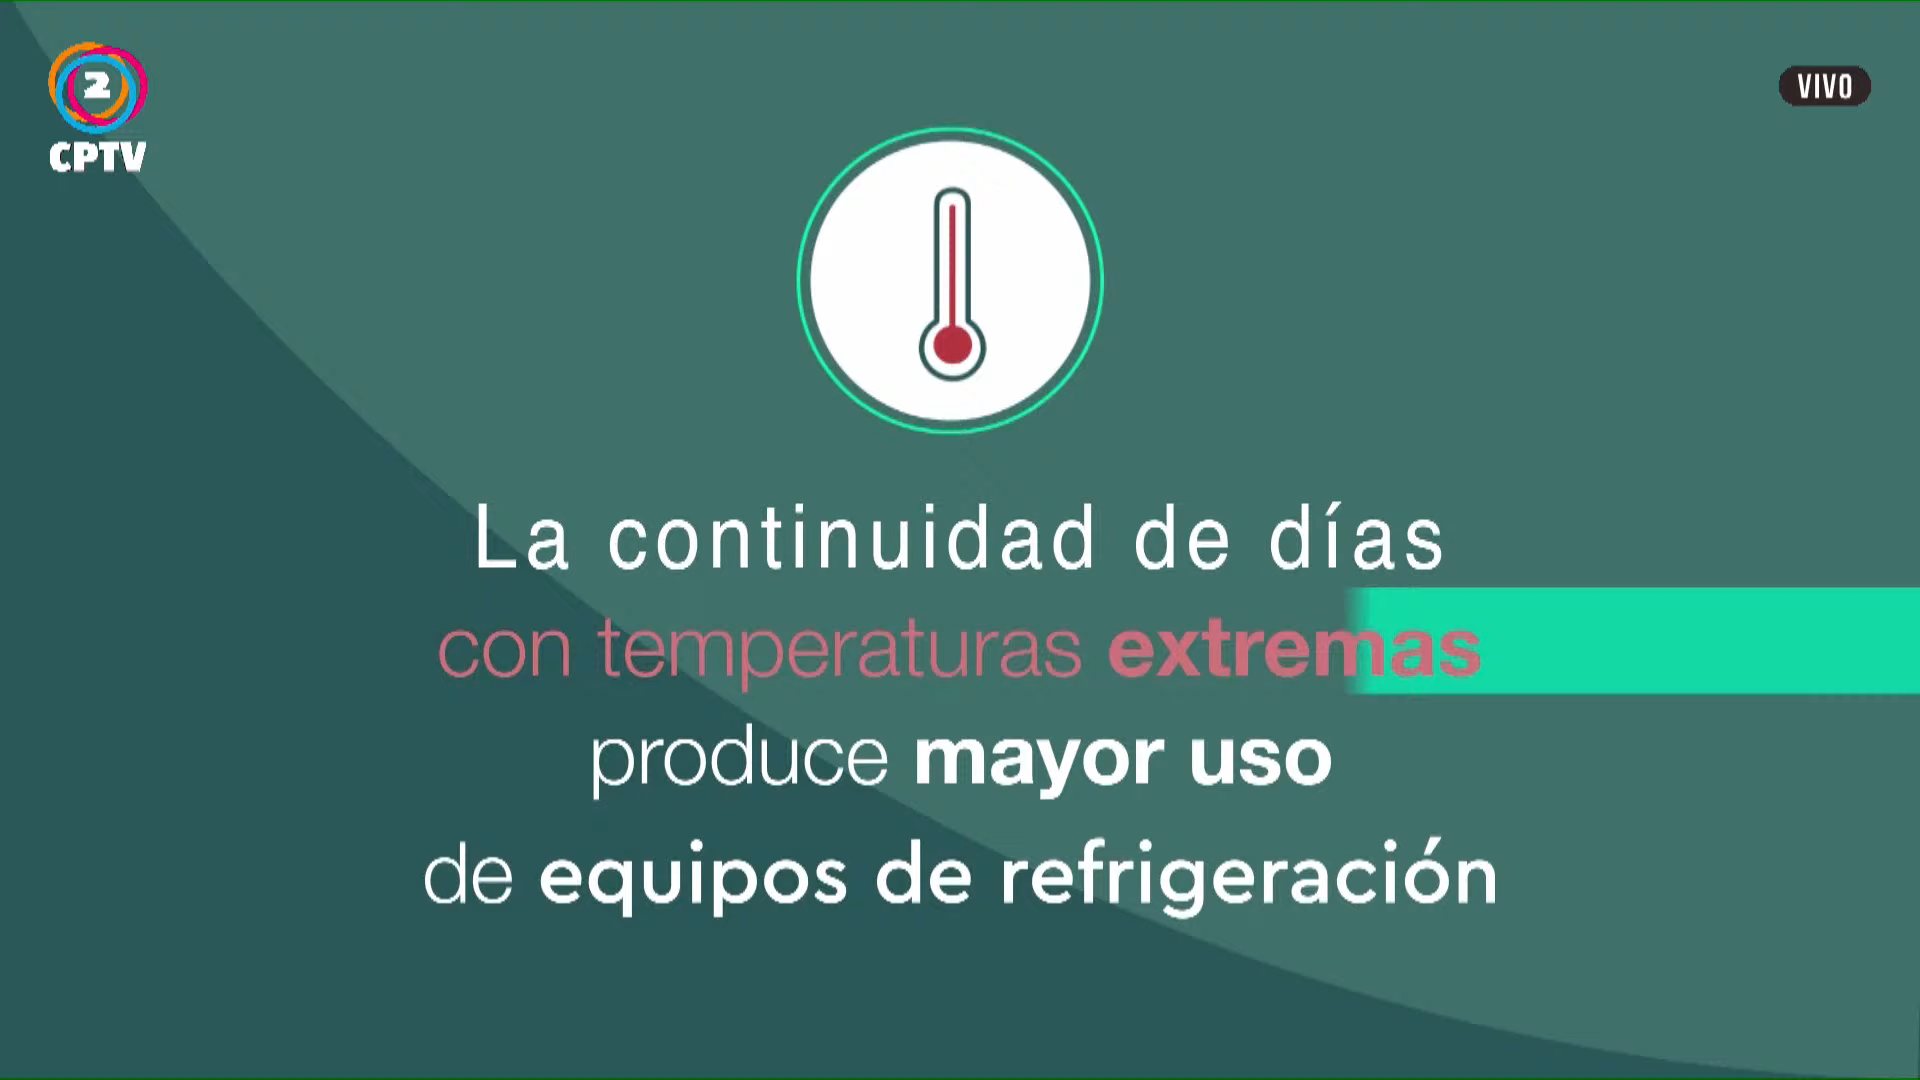 2
CPTV
VIVO
La continuidad de días
con temperaturas extremas
produce mayor uso
de equipos de refrigeración